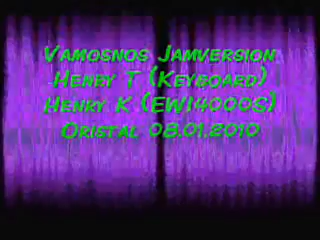 Vamosnos Jamversion
Henry T (Keyboard)
Henry K (EWI4000s)
Oristal 08.01.2010